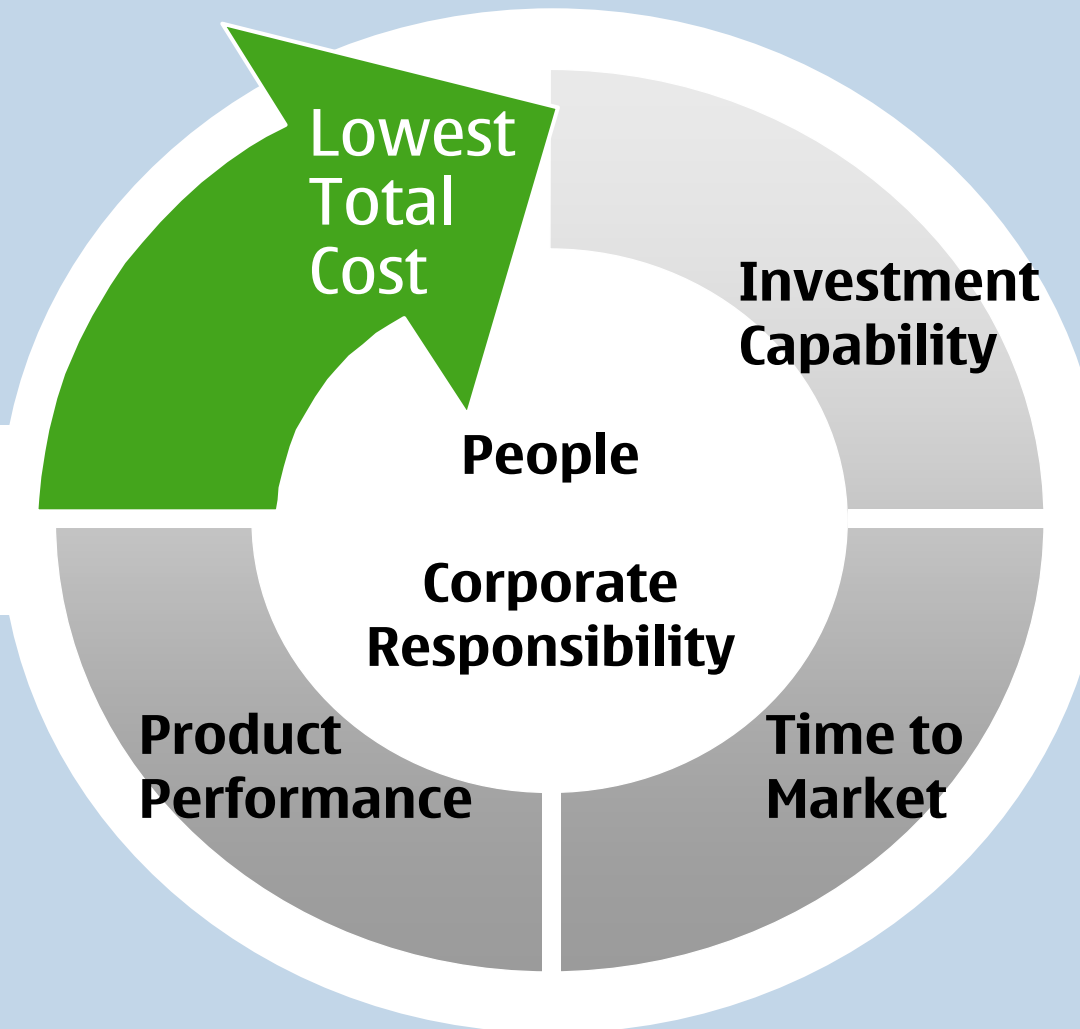 Lowest
Total
Cost
Investment
Capability
People
Corporate
Responsibility
Product
Performance
Time to
Market